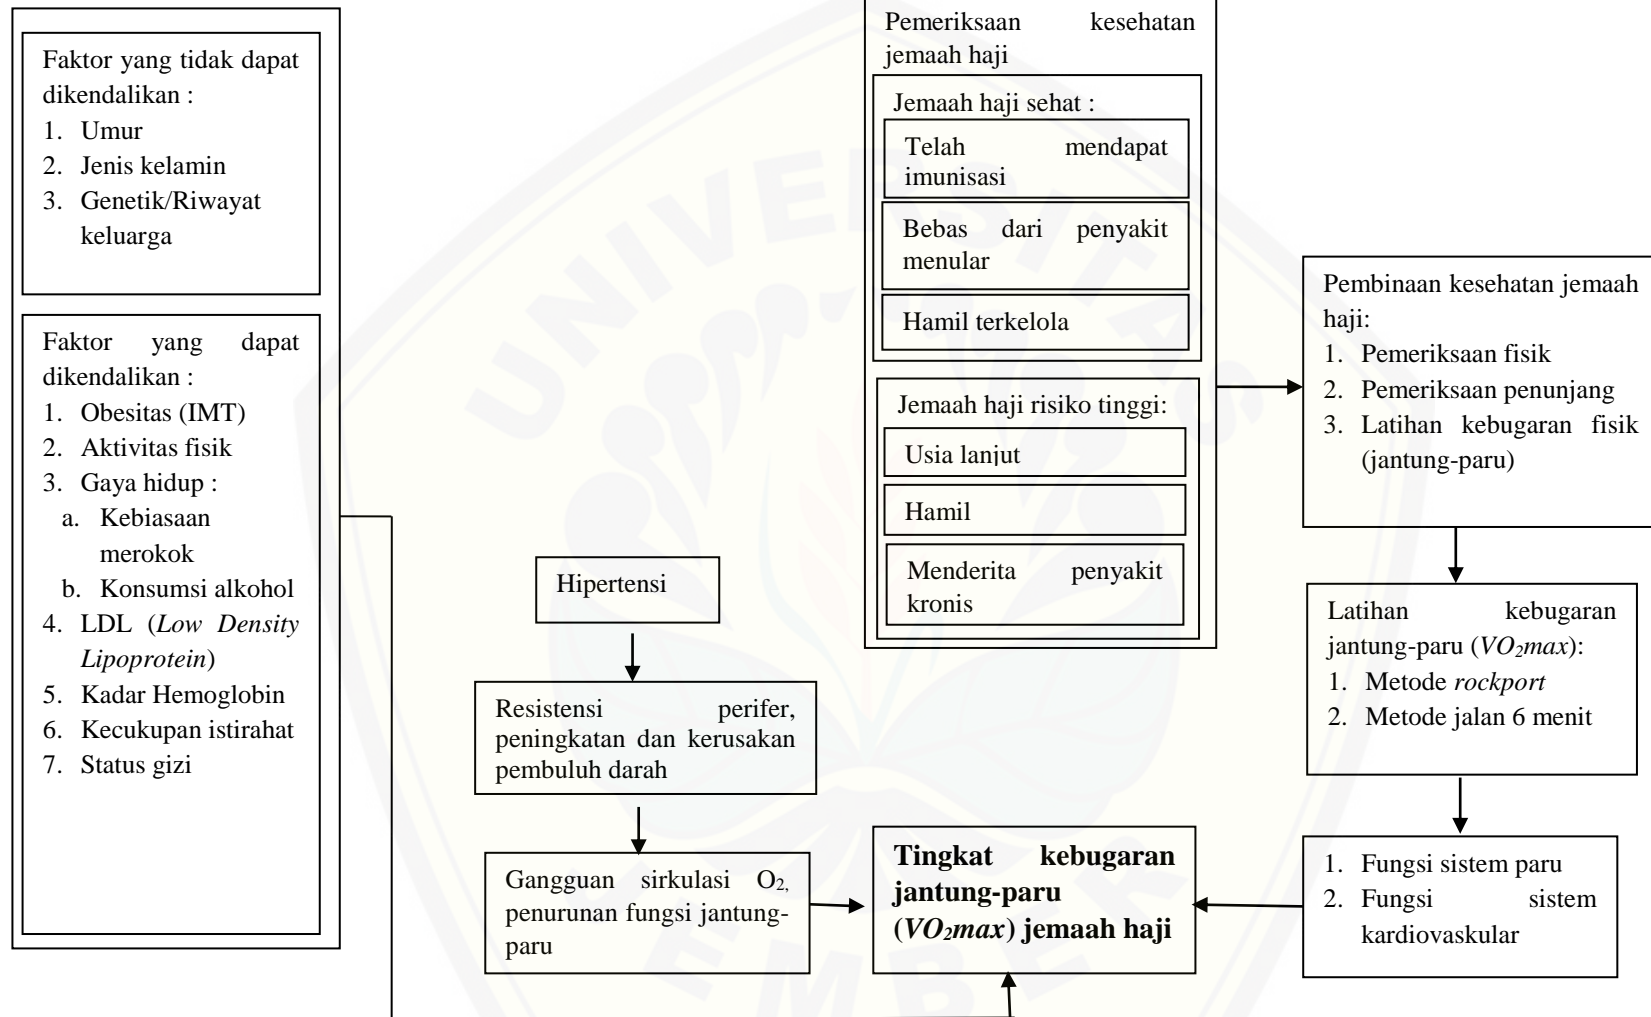 Faktor yang tidak dapat
dikendalikan :
1. Umur
2. Jenis kelamin
3. Genetik/Riwayat
keluarga
Faktor yang dapat
dikendalikan :
1. Obesitas (IMT)
2. Aktivitas fisik
3. Gaya hidup :
a. Kebiasaan
merokok
b. Konsumsi alkohol
4. LDL (Low Density
Lipoprotein)
5. Kadar Hemoglobin
6. Kecukupan istirahat
7. Status gizi
Hipertensi
Resistensi perifer,
peningkatan dan kerusakan
pembuluh darah
Gangguan sirkulasi O₂,
penurunan fungsi jantung-
paru
Pemeriksaan kesehatan
jemaah haji
Jemaah haji sehat :
Telah mendapat
imunisasi
Bebas dari penyakit
menular
Hamil terkelola
Jemaah haji risiko tinggi:
Usia lanjut
Hamil
Menderita penyakit
kronis
Tingkat kebugaran
jantung-paru
(VO₂max) jemaah haji
Pembinaan kesehatan jemaah
haji:
1. Pemeriksaan fisik
2. Pemeriksaan penunjang
3. Latihan kebugaran fisik
(jantung-paru)
Latihan kebugaran
jantung-paru (VO₂max):
1. Metode rockport
2. Metode jalan 6 menit
1. Fungsi sistem paru
2. Fungsi sistem
kardiovaskular
UNIVERSITAS
JEMBER